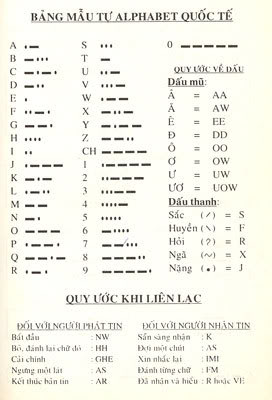 BẢNG MẪU TỰ ALPHABET QUỐC TẾ
A
B
C
D
E
F
G
H
I
J
K
L
M
N
O
P
Q
R
S
T
U
V
W
X
Y
Z
CH
1
2
3
4
5
6
7
8
9
0
QUY ƯỚC VỀ DẤU
Dấu mũ:
Â = AA
Ă = AW
Ê = EE
Đ = DD
Ô = OO
Ơ = OW
Ư = UW
ƯƠ = UOW
Dấu thanh:
Sắc (/) = S
Huyền (\) = F
Hỏi (?) = R
Ngã (~) = X
Nặng (.) = J
QUY ƯỚC KHI LIÊN LẠC
ĐỐI VỚI NGƯỜI PHÁT TIN
Bắt đầu : NW
Bỏ, đánh lại chữ đó : HH
Cải chính : GHE
Ngưng một lát : AS
Kết thúc bản tin : AR
ĐỐI VỚI NGƯỜI NHẬN TIN
Sẵn sàng nhận : K
Đợi một chút : AS
Xin nhắc lại : IMI
Đánh từng chữ : FM
Đã nhận và hiểu : R hoặc VE